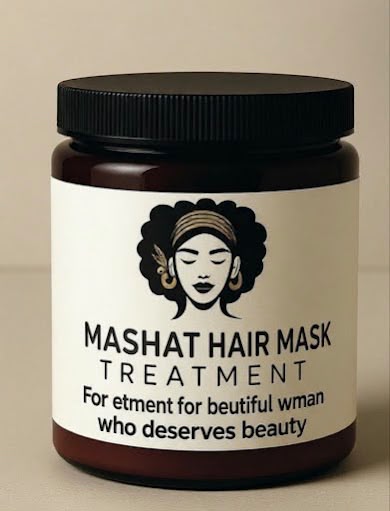 MASHAT HAIR MASK
TREATMENT
For etment for beutiful wman
who deserves beauty